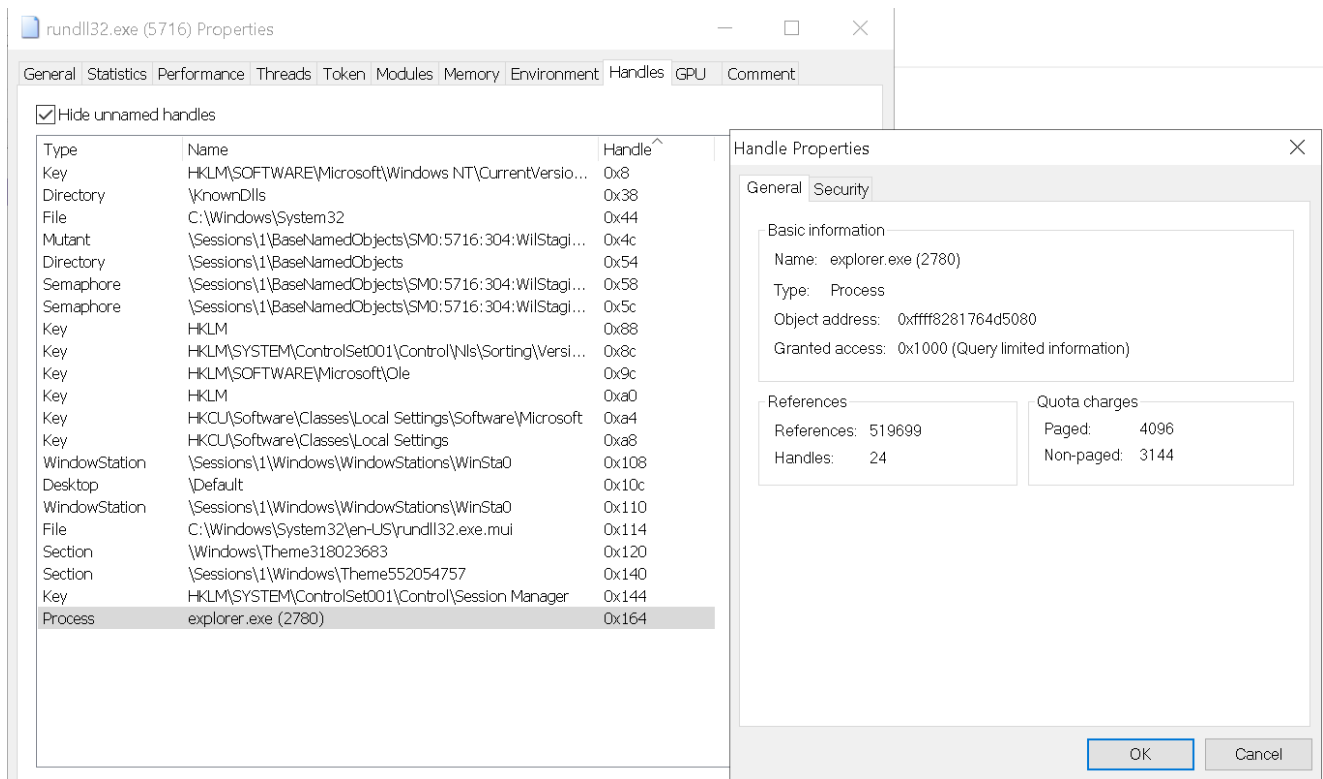 rundll32.exe (5716) Properties
General Statistics Performance Threads Token Modules Memory Environment Handles GPU Comment
Hide unnamed handles
Type Name Handle
Key HKLM\SOFTWARE\Microsoft\Windows NT\CurrentVersio... 0x8
Directory \KnownDlls 0x38
File C:\Windows\System32 0x44
Mutant \Sessions\1\BaseNamedObjects\SM0:5716:304:WilStagi... 0x4c
Directory \Sessions\1\BaseNamedObjects 0x54
Semaphore \Sessions\1\BaseNamedObjects\SM0:5716:304:WilStagi... 0x58
Semaphore \Sessions\1\BaseNamedObjects\SM0:5716:304:WilStagi... 0x5c
Key HKLM 0x88
Key HKLM\SYSTEM\ControlSet001\Control\Nls\Sorting\Versi... 0x8c
Key HKLM\SOFTWARE\Microsoft\Ole 0x9c
Key HKLM 0xa0
Key HKCU\Software\Classes\Local Settings\Software\Microsoft 0xa4
Key HKCU\Software\Classes\Local Settings 0xa8
WindowStation \Sessions\1\Windows\WindowStations\WinSta0 0x108
Desktop \Default 0x10c
WindowStation \Sessions\1\Windows\WindowStations\WinSta0 0x110
File C:\Windows\System32\en-US\rundll32.exe.mui 0x114
Section \Windows\Theme318023683 0x120
Section \Sessions\1\Windows\Theme552054757 0x140
Key HKLM\SYSTEM\ControlSet001\Control\Session Manager 0x144
Process explorer.exe (2780) 0x164
Handle Properties
General Security
Basic information
Name: explorer.exe (2780)
Type: Process
Object address: 0xffff8281764d5080
Granted access: 0x1000 (Query limited information)
References
References: 519699
Handles: 24
Quota charges
Paged: 4096
Non-paged: 3144
OK Cancel